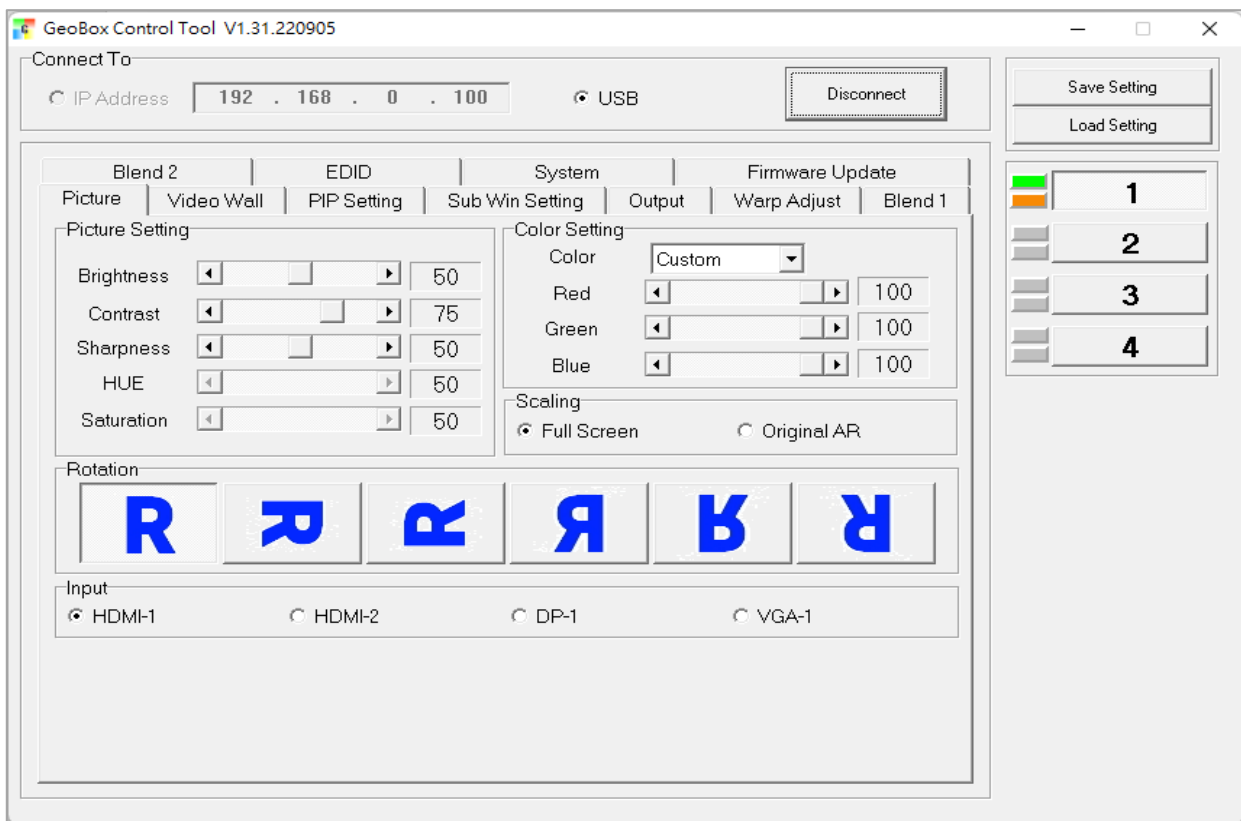 GeoBox Control Tool V1.31.220905
Connect To
IP Address 192 . 168 . 0 . 100 USB Disconnect
Save Setting
Load Setting
Blend 2 EDID System Firmware Update
Picture Video Wall PIP Setting Sub Win Setting Output Warp Adjust Blend 1
Picture Setting
Brightness 50
Contrast 75
Sharpness 50
HUE 50
Saturation 50
Color Setting
Color Custom
Red 100
Green 100
Blue 100
Scaling
Full Screen Original AR
Rotation
R R R R R R
Input
HDMI-1 HDMI-2 DP-1 VGA-1
1
2
3
4